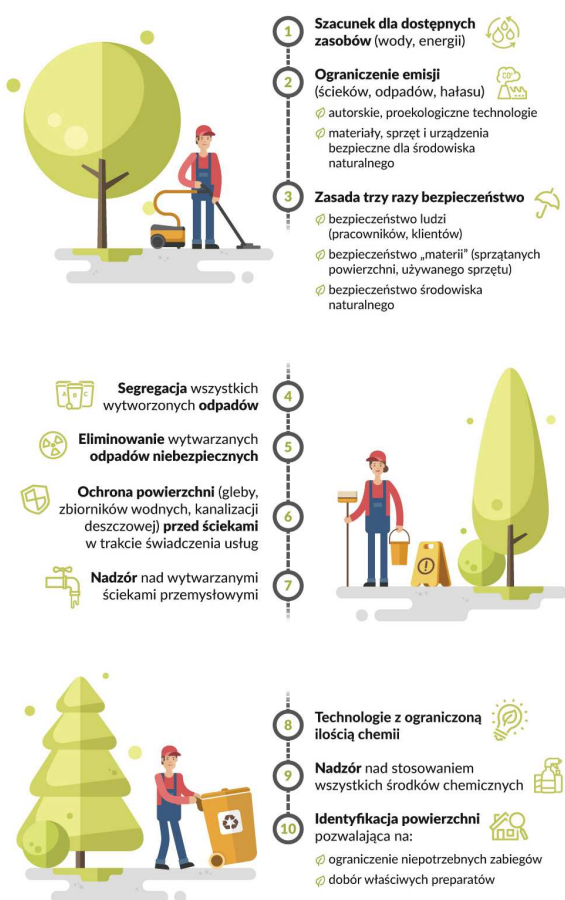 1
Szacunek dla dostępnych
zasobów (wody, energii)
2
Ograniczenie emisji
(ścieków, odpadów, hałasu)
CO²
autorskie, proekologiczne technologie
materiały, sprzęt i urządzenia
bezpieczne dla środowiska
naturalnego
3
Zasada trzy razy bezpieczeństwo
bezpieczeństwo ludzi
(pracowników, klientów)
bezpieczeństwo „materii” (sprzątanych
powierzchni, używanego sprzętu)
bezpieczeństwo środowiska
naturalnego
A B C
Segregacja wszystkich
wytworzonych odpadów
4
Eliminowanie wytwarzanych
odpadów niebezpiecznych
5
Ochrona powierzchni (gleby,
zbiorników wodnych, kanalizacji
deszczowej) przed ściekami
w trakcie świadczenia usług
6
Nadzór nad wytwarzanymi
ściekami przemysłowymi
7
8
Technologie z ograniczoną
ilością chemii
9
Nadzór nad stosowaniem
wszystkich środków chemicznych
10
Identyfikacja powierzchni
pozwalająca na:
ograniczenie niepotrzebnych zabiegów
dobór właściwych preparatów